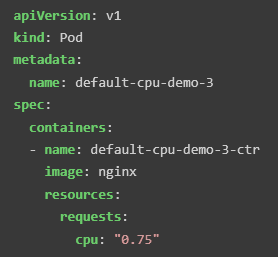 apiVersion: v1
kind: Pod
metadata:
  name: default-cpu-demo-3
spec:
  containers:
  - name: default-cpu-demo-3-ctr
    image: nginx
    resources:
      requests:
        cpu: "0.75"